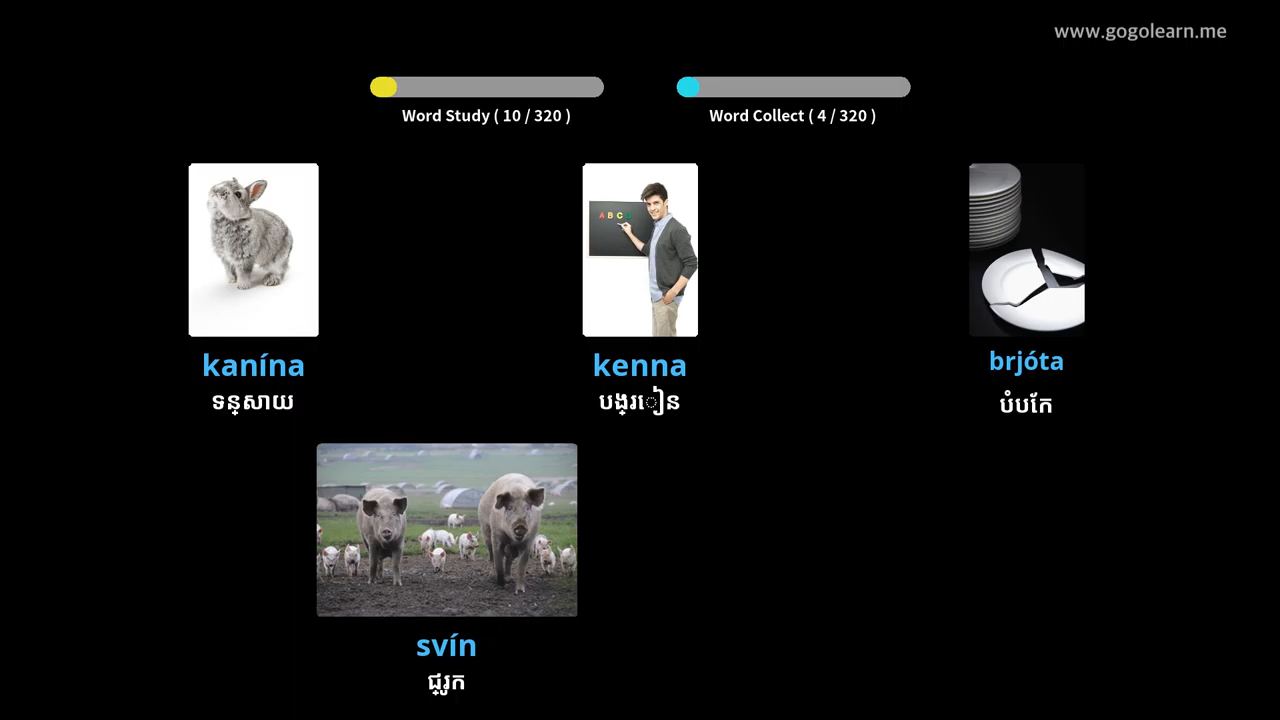 www.gogolearn.me
Word Study ( 10 / 320 )
Word Collect ( 4 / 320 )
kanína
ទន្សាយ
kenna
បង្រៀន
brjóta
បំបែក
svín
ជ្រូក